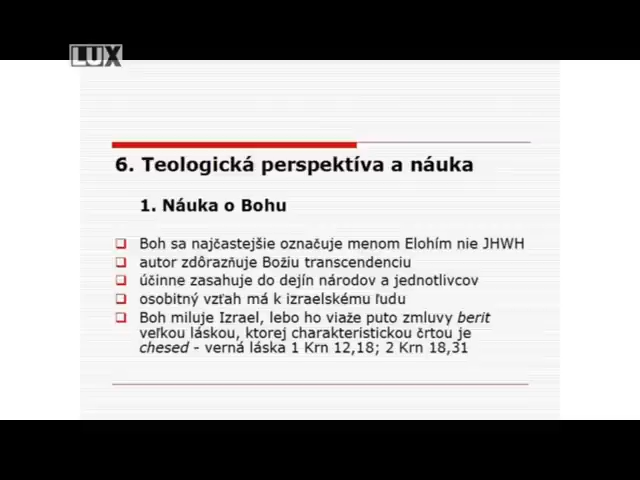 LUX
6. Teologická perspektíva a náuka
1. Náuka o Bohu
Boh sa najčastejšie označuje menom Elohím nie JHWH
autor zdôrazňuje Božiu transcendenciu
účinne zasahuje do dejín národov a jednotlivcov
osobitný vzťah má k izraelskému ľudu
Boh miluje Izrael, lebo ho viaže puto zmluvy berit
veľkou láskou, ktorej charakteristickou črtou je
chesed - verná láska 1 Krn 12,18; 2 Krn 18,31